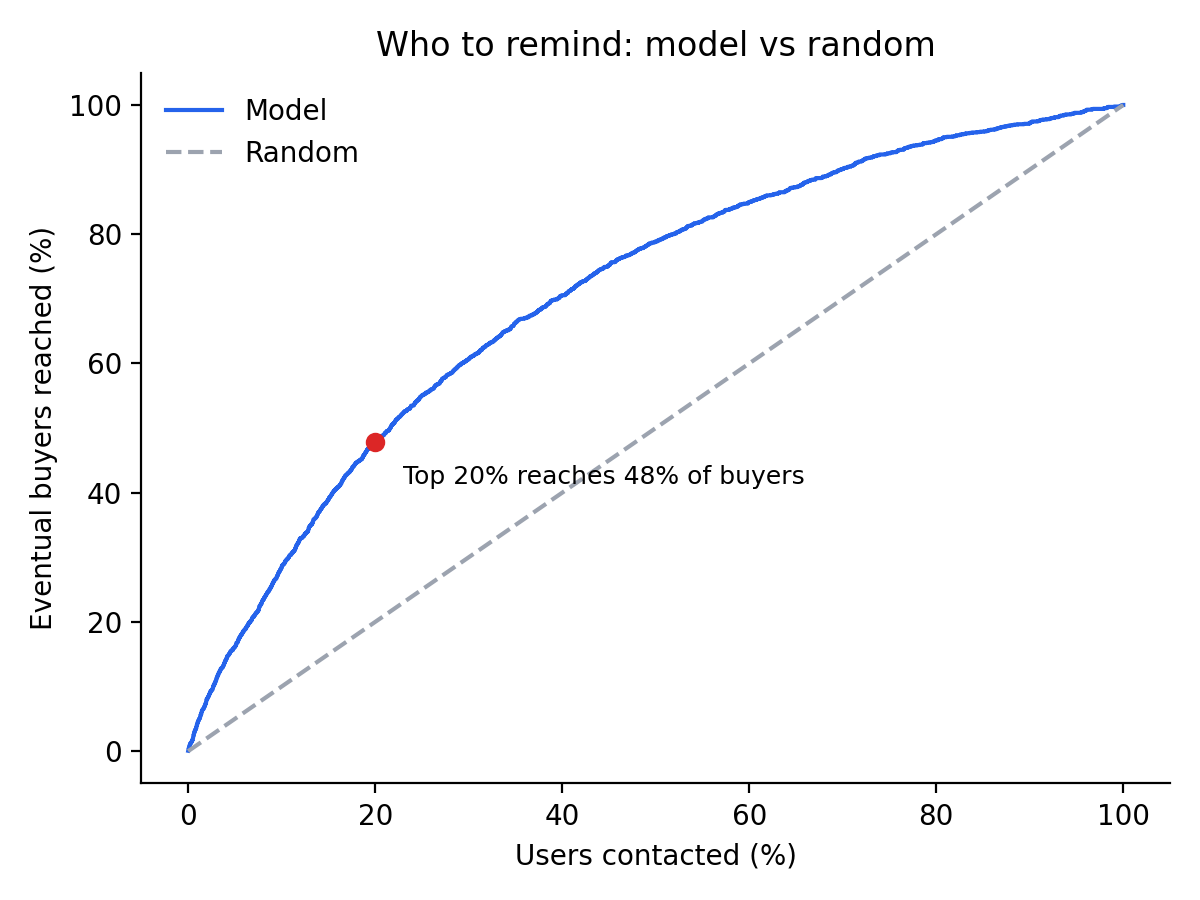 Who to remind: model vs random
Model
Random
Eventual buyers reached (%)
100
80
60
40
20
0
Top 20% reaches 48% of buyers
0 20 40 60 80 100
Users contacted (%)